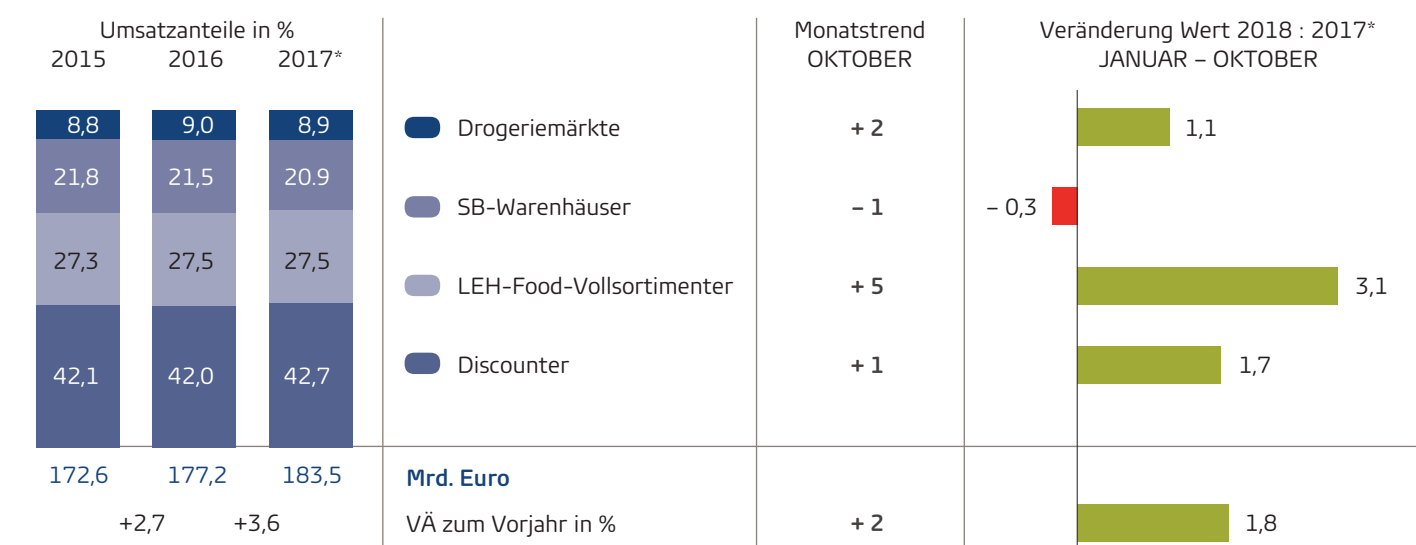 Umsatzanteile in %
2015 2016 2017*
Monatstrend
OKTOBER
Veränderung Wert 2018 : 2017*
JANUAR – OKTOBER
8,8 9,0 8,9 Drogeriemärkte + 2 1,1
21,8 21,5 20.9 SB-Warenhäuser – 1 – 0,3
27,3 27,5 27,5 LEH-Food-Vollsortimenter + 5 3,1
42,1 42,0 42,7 Discounter + 1 1,7
172,6 177,2 183,5 Mrd. Euro
+2,7 +3,6 VÄ zum Vorjahr in % + 2 1,8